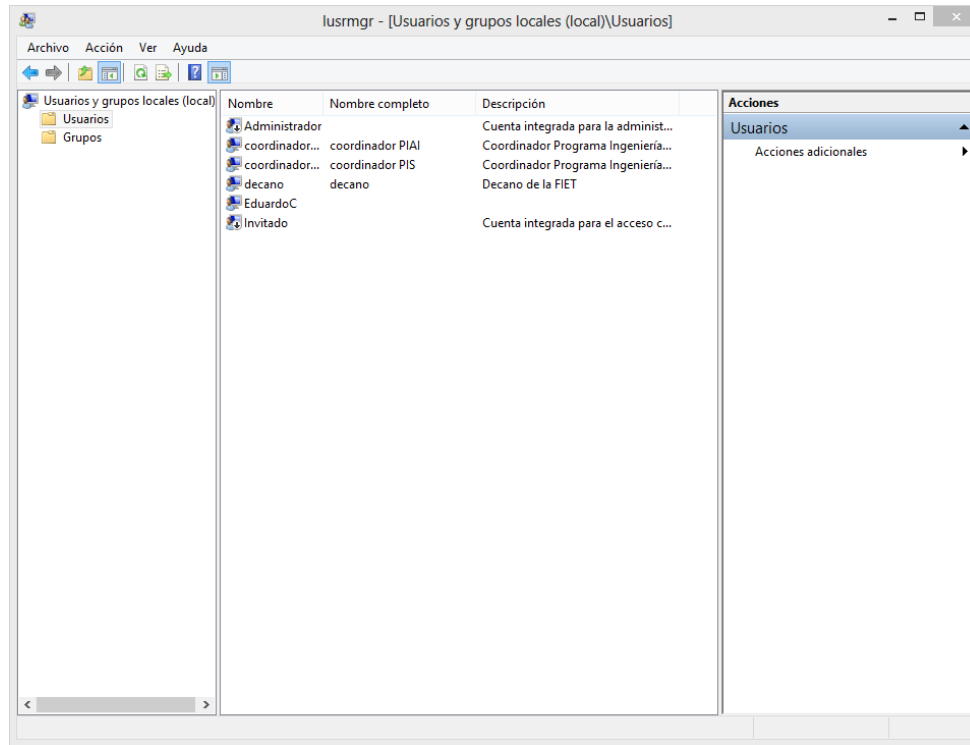 lusrmgr - [Usuarios y grupos locales (local)\Usuarios]
Archivo Acción Ver Ayuda
Usuarios y grupos locales (local)
Usuarios
Grupos
Nombre Nombre completo Descripción
Administrador Cuenta integrada para la administ...
coordinador... coordinador PIAI Coordinador Programa Ingeniería...
coordinador... coordinador PIS Coordinador Programa Ingeniería...
decano decano Decano de la FIET
EduardoC
Invitado Cuenta integrada para el acceso c...
Acciones
Usuarios
Acciones adicionales